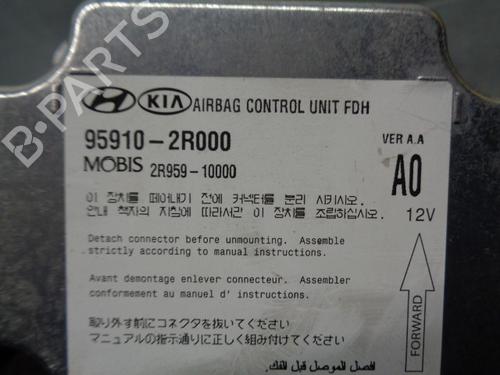 B-PARTS
HYUNDAI KIA AIRBAG CONTROL UNIT FDH
95910-2R000
VER A.A
MOBIS 2R959-10000
A0
이 장치를 떼어내기 전에 커넥터를 분리 시키시오.
안내 책자의 지침에 따라서만 이 장치를 조립하십시오.
12V
Detach connector before unmounting. Assemble
strictly according to manual instructions.
Avant demontage enlever connecteur. Assembler
conformement au manuel d' instructions.
FORWARD
取り外す前にコネクタを抜いてください
マニュアルの指示通りに正しく組み付けてください
افصل الموصل قبل الفك.